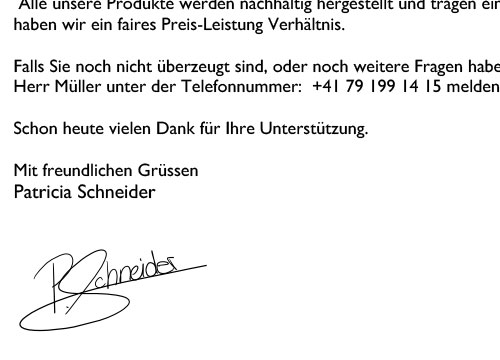 Alle unsere Produkte werden nachhaltig hergestellt und tragen
haben wir ein faires Preis-Leistung Verhältnis.
Falls Sie noch nicht überzeugt sind, oder noch weitere Fragen
Herr Müller unter der Telefonnummer: +41 79 199 14 15 melden
Schon heute vielen Dank für Ihre Unterstützung.
Mit freundlichen Grüssen
Patricia Schneider
P. Schneider